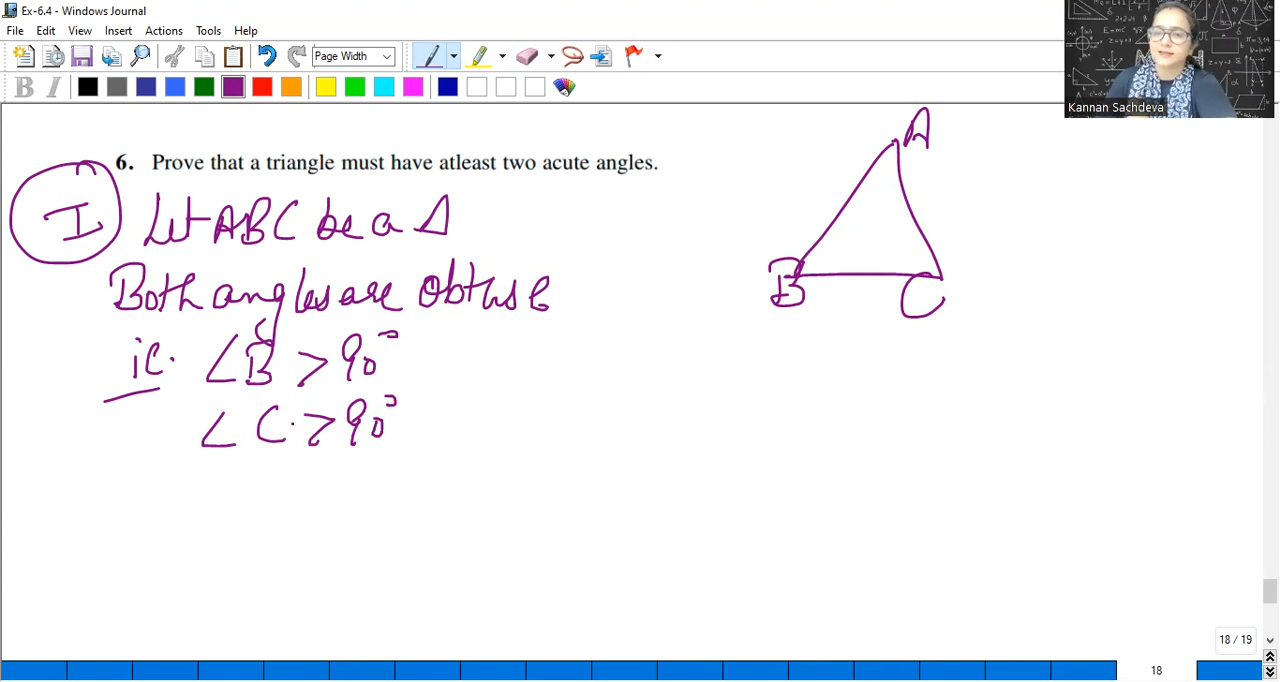 Ex-6.4 - Windows Journal
File Edit View Insert Actions Tools Help
Page Width
B I
Kannan Sachdeva
6. Prove that a triangle must have atleast two acute angles.
I Let ABC be a Δ
Both angles are Obtuse
ie. ∠B > 90°
∠C > 90°
A
B C
18 / 19
18